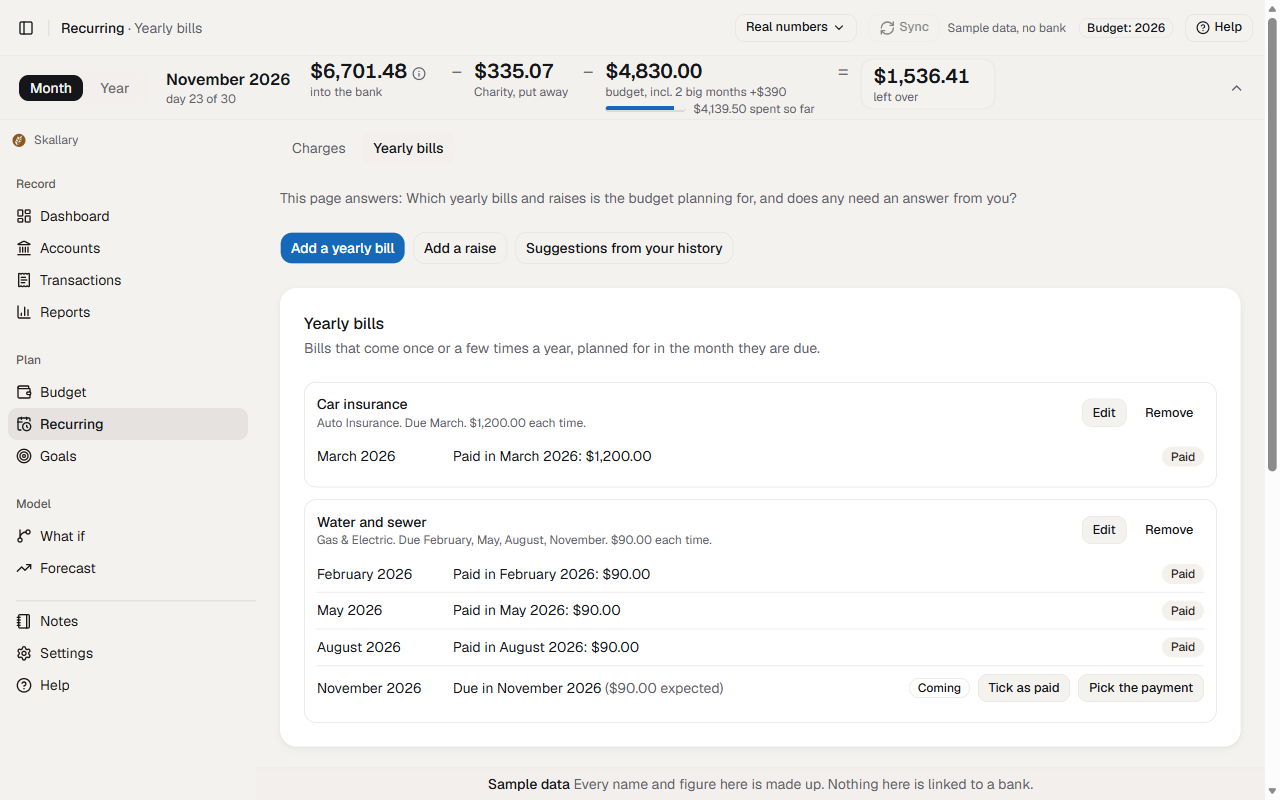 Recurring · Yearly bills
Real numbers
Sync
Sample data, no bank
Budget: 2026
Help
Month
Year
November 2026
day 23 of 30
$6,701.48
into the bank
–
$335.07
Charity, put away
–
$4,830.00
budget, incl. 2 big months +$390
$4,139.50 spent so far
=
$1,536.41
left over
Skallary
Record
Dashboard
Accounts
Transactions
Reports
Plan
Budget
Recurring
Goals
Model
What if
Forecast
Notes
Settings
Help
Charges
Yearly bills
This page answers: Which yearly bills and raises is the budget planning for, and does any need an answer from you?
Add a yearly bill
Add a raise
Suggestions from your history
Yearly bills
Bills that come once or a few times a year, planned for in the month they are due.
Car insurance
Auto Insurance. Due March. $1,200.00 each time.
Edit
Remove
March 2026
Paid in March 2026: $1,200.00
Paid
Water and sewer
Gas & Electric. Due February, May, August, November. $90.00 each time.
Edit
Remove
February 2026
Paid in February 2026: $90.00
Paid
May 2026
Paid in May 2026: $90.00
Paid
August 2026
Paid in August 2026: $90.00
Paid
November 2026
Due in November 2026 ($90.00 expected)
Coming
Tick as paid
Pick the payment
Sample data Every name and figure here is made up. Nothing here is linked to a bank.